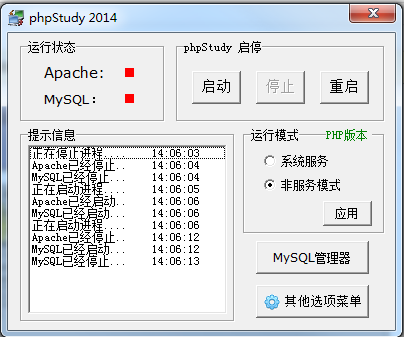 phpStudy 2014
运行状态
Apache:
MySQL:
phpStudy 启停
启动
停止
重启
提示信息
正在停止进程... 14:06:03
Apache已经停止.. 14:06:04
MySQL已经停止... 14:06:04
正在启动进程... 14:06:05
Apache已经启动.. 14:06:06
MySQL已经启动... 14:06:06
正在启动进程... 14:06:06
Apache已经停止.. 14:06:12
MySQL已经启动... 14:06:12
MySQL已经停止... 14:06:13
运行模式
PHP版本
系统服务
非服务模式
应用
MySQL管理器
其他选项菜单